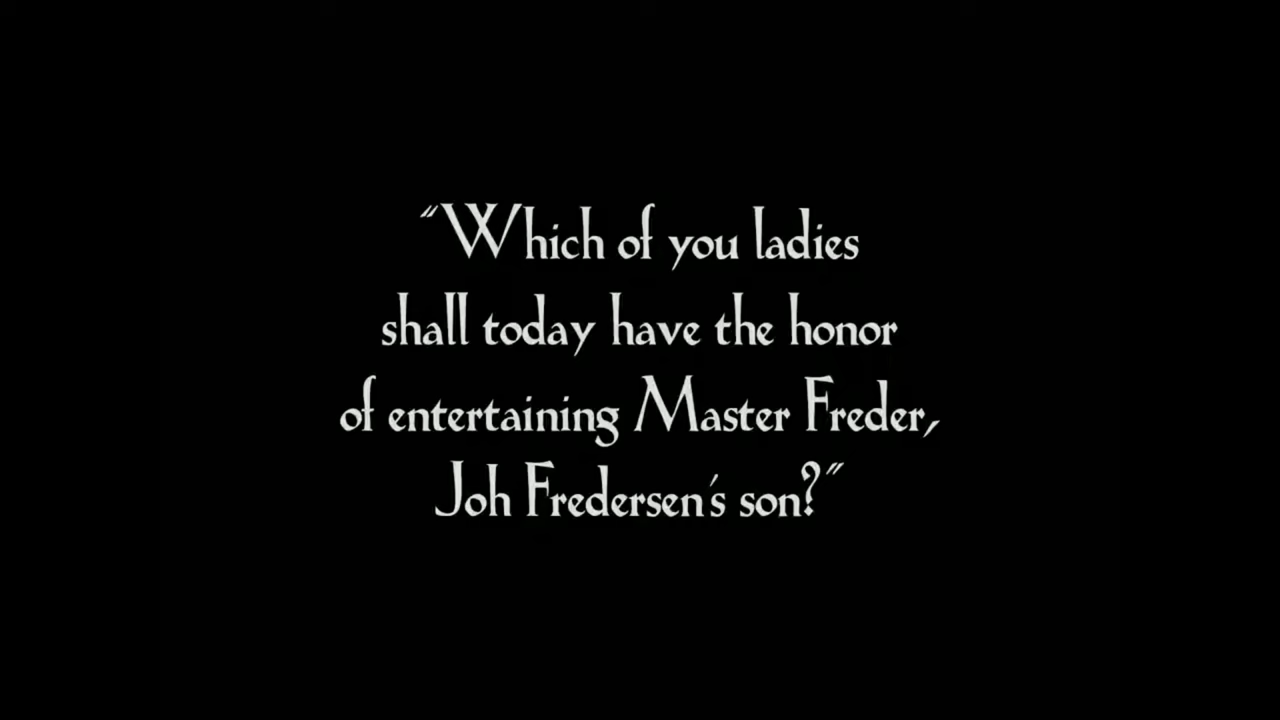 “Which of you ladies
shall today have the honor
of entertaining Master Freder,
Joh Fredersen's son?”